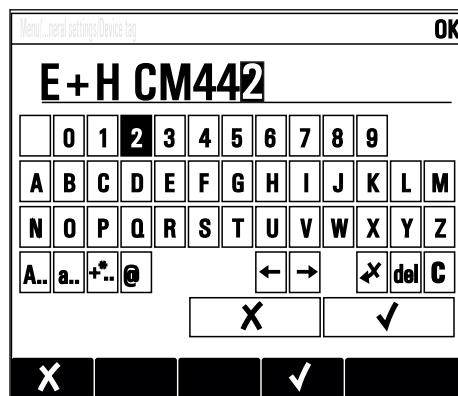 Menu/...neral settings/Device tag OK
E+H CM442
0 1 2 3 4 5 6 7 8 9
A B C D E F G H I J K L M
N O P Q R S T U V W X Y Z
A.. a.. +*.. @ ← → del C